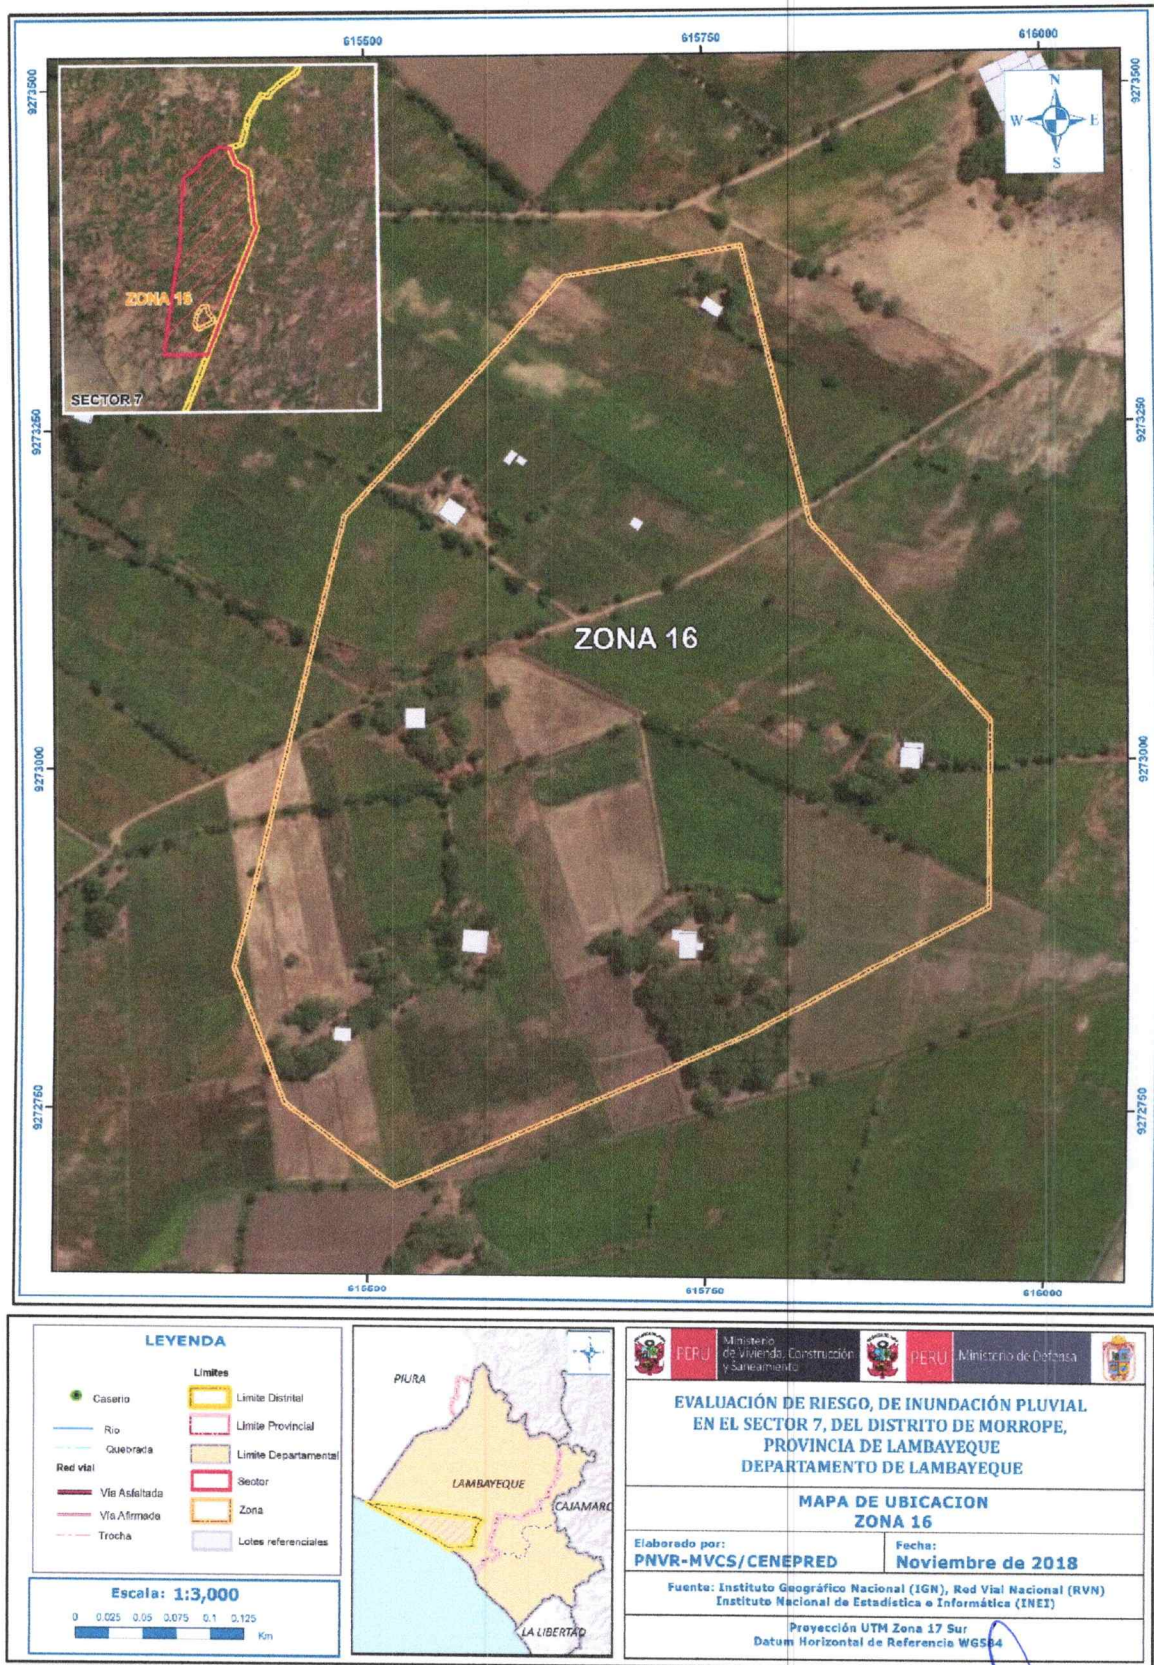 615500
615750
616000
9273500
9273500
N
W
E
S
ZONA 16
SECTOR 7
9273250
9273250
ZONA 16
9273000
9273000
9272750
9272750
615500
615750
616000
LEYENDA
Caserio
Rio
Quebrada
Red vial
Vía Asfaltada
Vía Afirmada
Trocha
Límites
Limite Distrital
Limite Provincial
Limite Departamental
Sector
Zona
Lotes referenciales
Escala: 1:3,000
0 0.025 0.05 0.075 0.1 0.125
Km
PIURA
LAMBAYEQUE
CAJAMARC
LA LIBERTAD
PERÚ
Ministerio
de Vivienda, Construcción
y Saneamiento
PERÚ
Ministerio de Defensa
EVALUACIÓN DE RIESGO, DE INUNDACIÓN PLUVIAL
EN EL SECTOR 7, DEL DISTRITO DE MORROPE,
PROVINCIA DE LAMBAYEQUE
DEPARTAMENTO DE LAMBAYEQUE
MAPA DE UBICACION
ZONA 16
Elaborado por:
PNVR-MVCS/CENEPRED
Fecha:
Noviembre de 2018
Fuente: Instituto Geográfico Nacional (IGN), Red Vial Nacional (RVN)
Instituto Nacional de Estadística e Informática (INEI)
Proyección UTM Zona 17 Sur
Datum Horizontal de Referencia WGS84